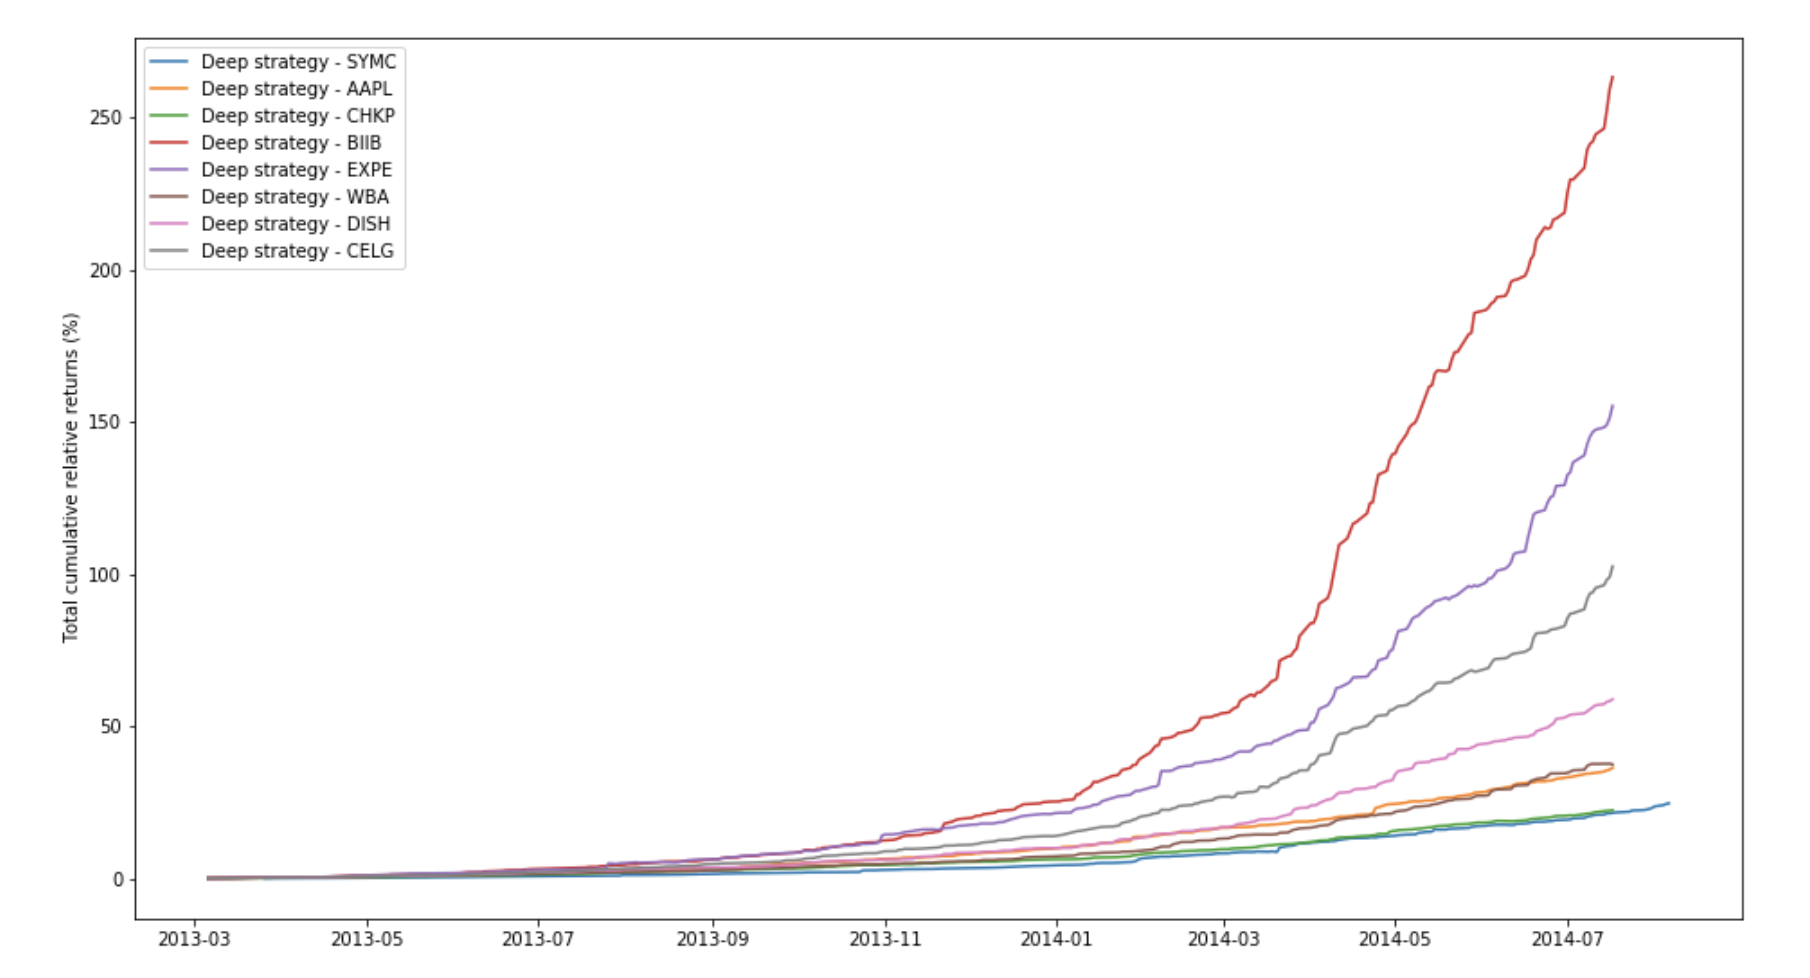 Deep strategy - SYMC
Deep strategy - AAPL
Deep strategy - CHKP
Deep strategy - BIIB
Deep strategy - EXPE
Deep strategy - WBA
Deep strategy - DISH
Deep strategy - CELG
Total cumulative relative returns (%)
250
200
150
100
50
0
2013-03 2013-05 2013-07 2013-09 2013-11 2014-01 2014-03 2014-05 2014-07